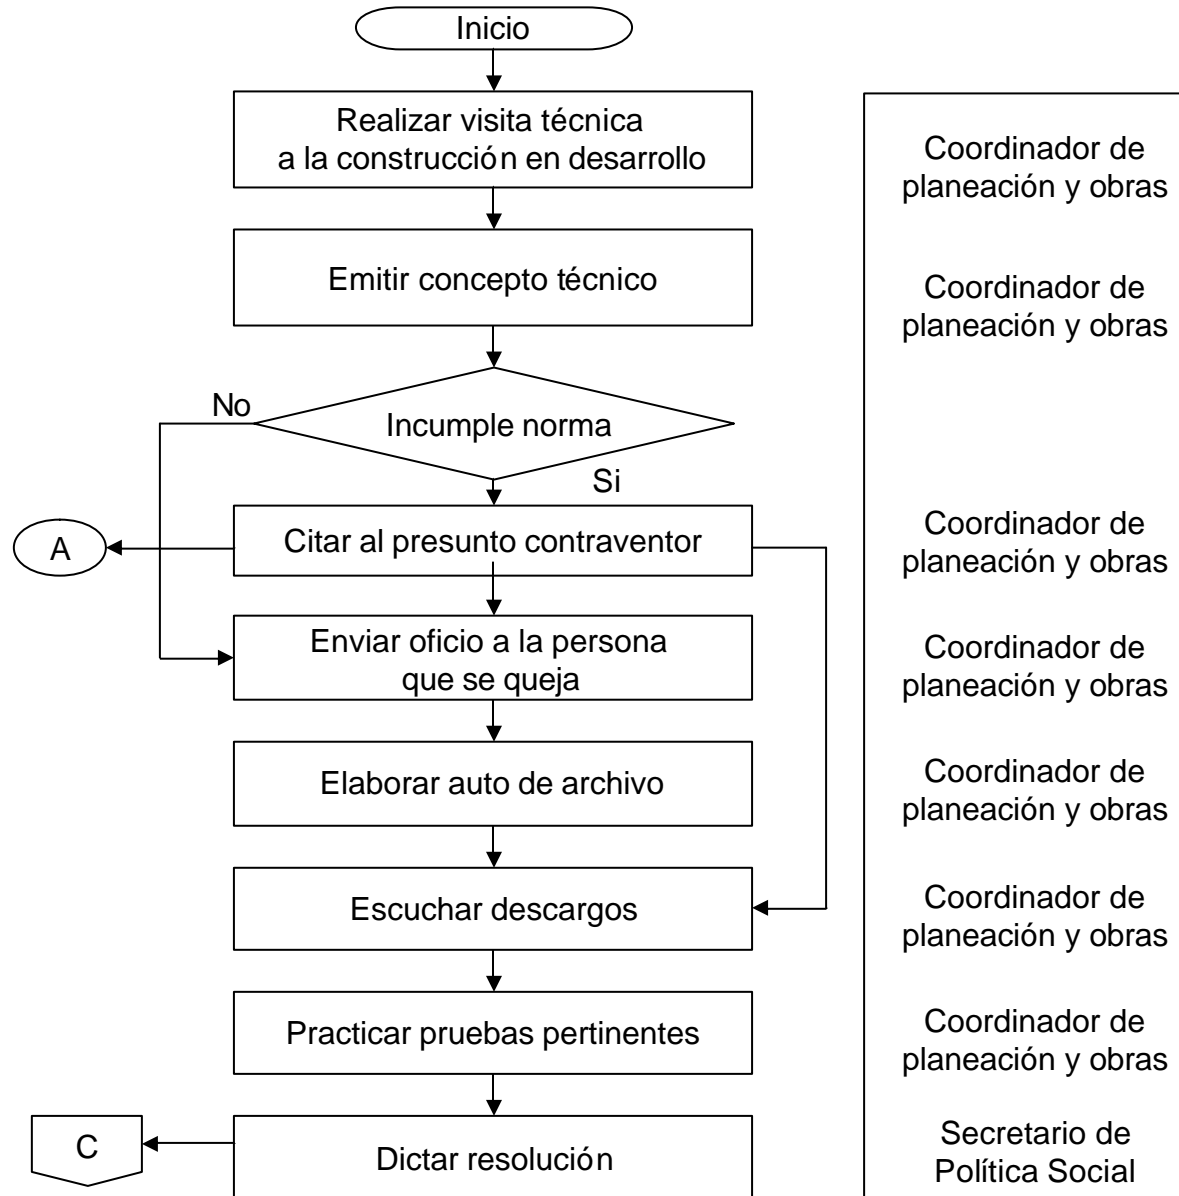 Inicio
Realizar visita técnica
a la construcción en desarrollo
Coordinador de
planeación y obras
Emitir concepto técnico
Coordinador de
planeación y obras
No
Incumple norma
Si
A
Citar al presunto contraventor
Coordinador de
planeación y obras
Enviar oficio a la persona
que se queja
Coordinador de
planeación y obras
Elaborar auto de archivo
Coordinador de
planeación y obras
Escuchar descargos
Coordinador de
planeación y obras
Practicar pruebas pertinentes
Coordinador de
planeación y obras
C
Dictar resolución
Secretario de
Política Social